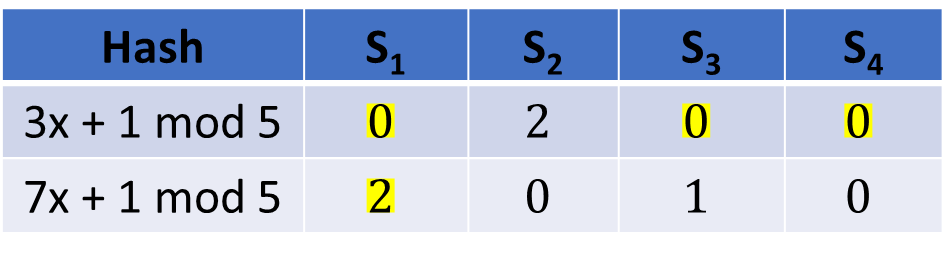 Hash S₁ S₂ S₃ S₄
3x + 1 mod 5 0 2 0 0
7x + 1 mod 5 2 0 1 0